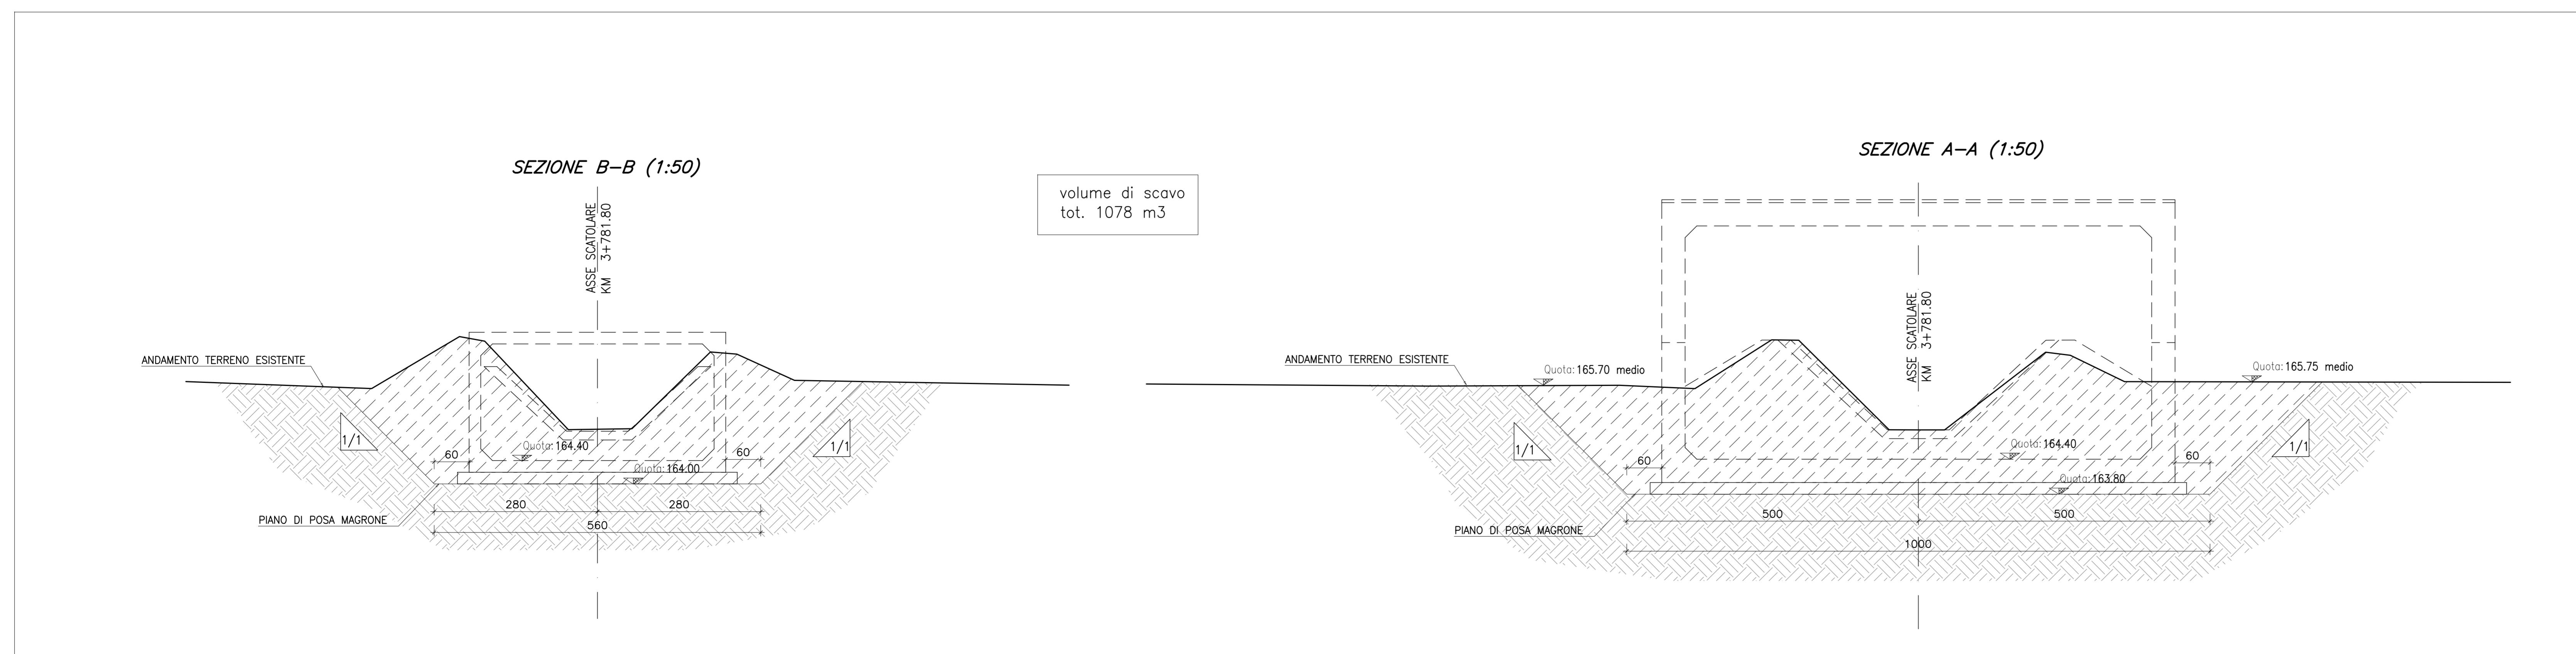 SEZIONE B-B (1:50)
ASSE SCATOLARE
KM 3+781.80
ANDAMENTO TERRENO ESISTENTE
1/1
1/1
60
60
Quota: 164.40
Quota: 164.00
280
280
560
PIANO DI POSA MAGRONE
volume di scavo
tot. 1078 m3
SEZIONE A-A (1:50)
ASSE SCATOLARE
KM 3+781.80
ANDAMENTO TERRENO ESISTENTE
Quota: 165.70 medio
Quota: 165.75 medio
1/1
1/1
60
60
Quota: 164.40
Quota: 163.80
500
500
1000
PIANO DI POSA MAGRONE